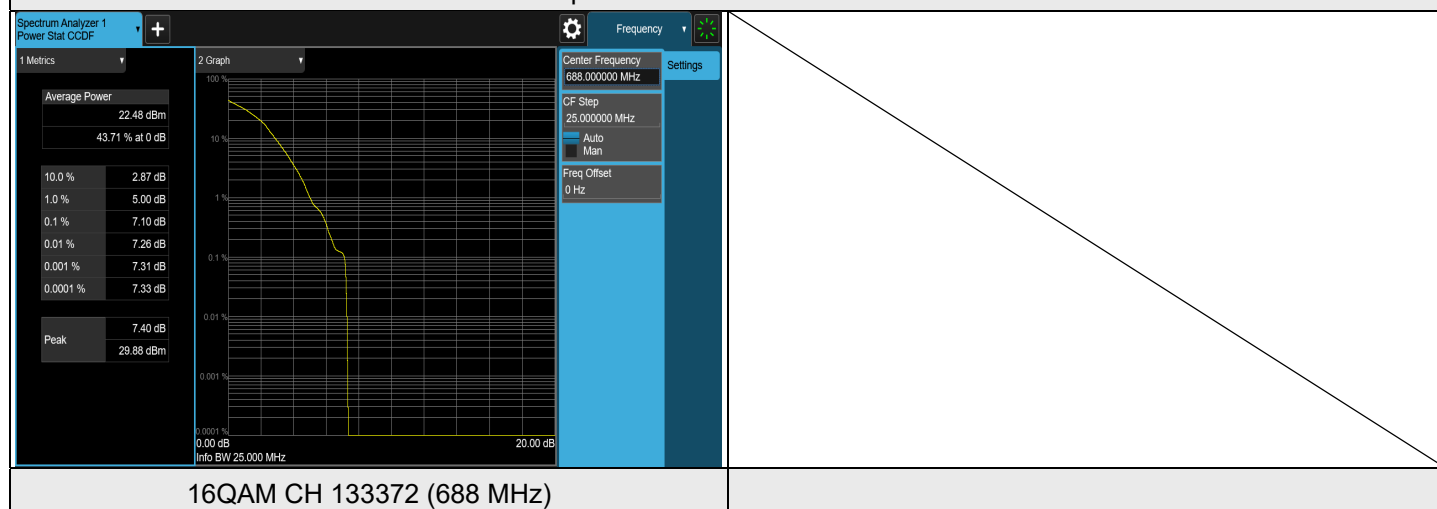 Spectrum Analyzer 1
Power Stat CCDF
+
Frequency
1 Metrics
2 Graph
Center Frequency
688.000000 MHz
Settings
CF Step
25.000000 MHz
Auto
Man
Freq Offset
0 Hz
Average Power
22.48 dBm
43.71 % at 0 dB
10.0 % 2.87 dB
1.0 % 5.00 dB
0.1 % 7.10 dB
0.01 % 7.26 dB
0.001 % 7.31 dB
0.0001 % 7.33 dB
Peak 7.40 dB
29.88 dBm
100 %
10 %
1 %
0.1 %
0.01 %
0.001 %
0.0001 %
0.00 dB 20.00 dB
Info BW 25.000 MHz
16QAM CH 133372 (688 MHz)